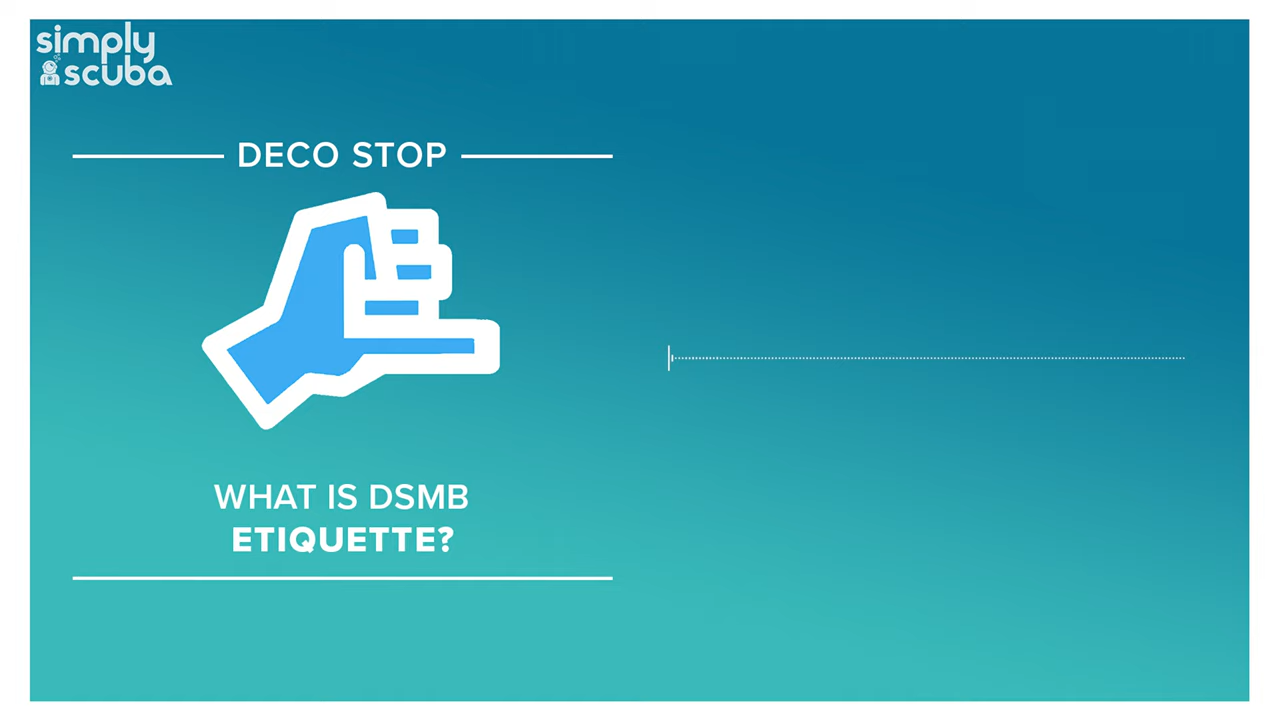 simply
scuba
DECO STOP
WHAT IS DSMB
ETIQUETTE?